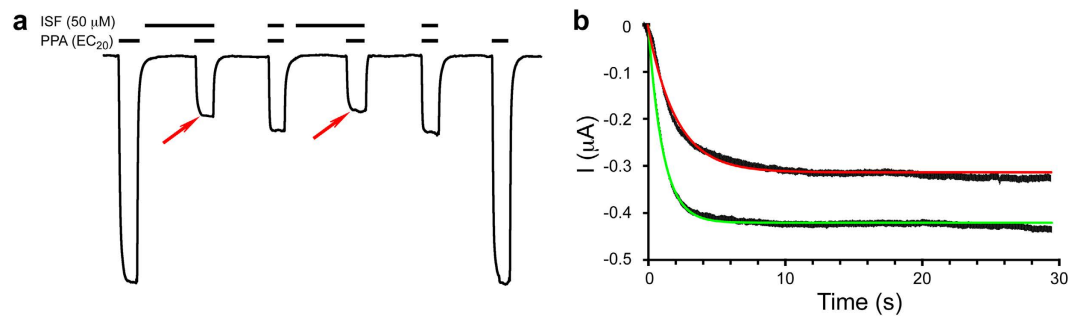 a
ISF (50 μM)
PPA (EC20)
b
0
-0.1
-0.2
-0.3
-0.4
-0.5
I (μA)
0 10 20 30
Time (s)